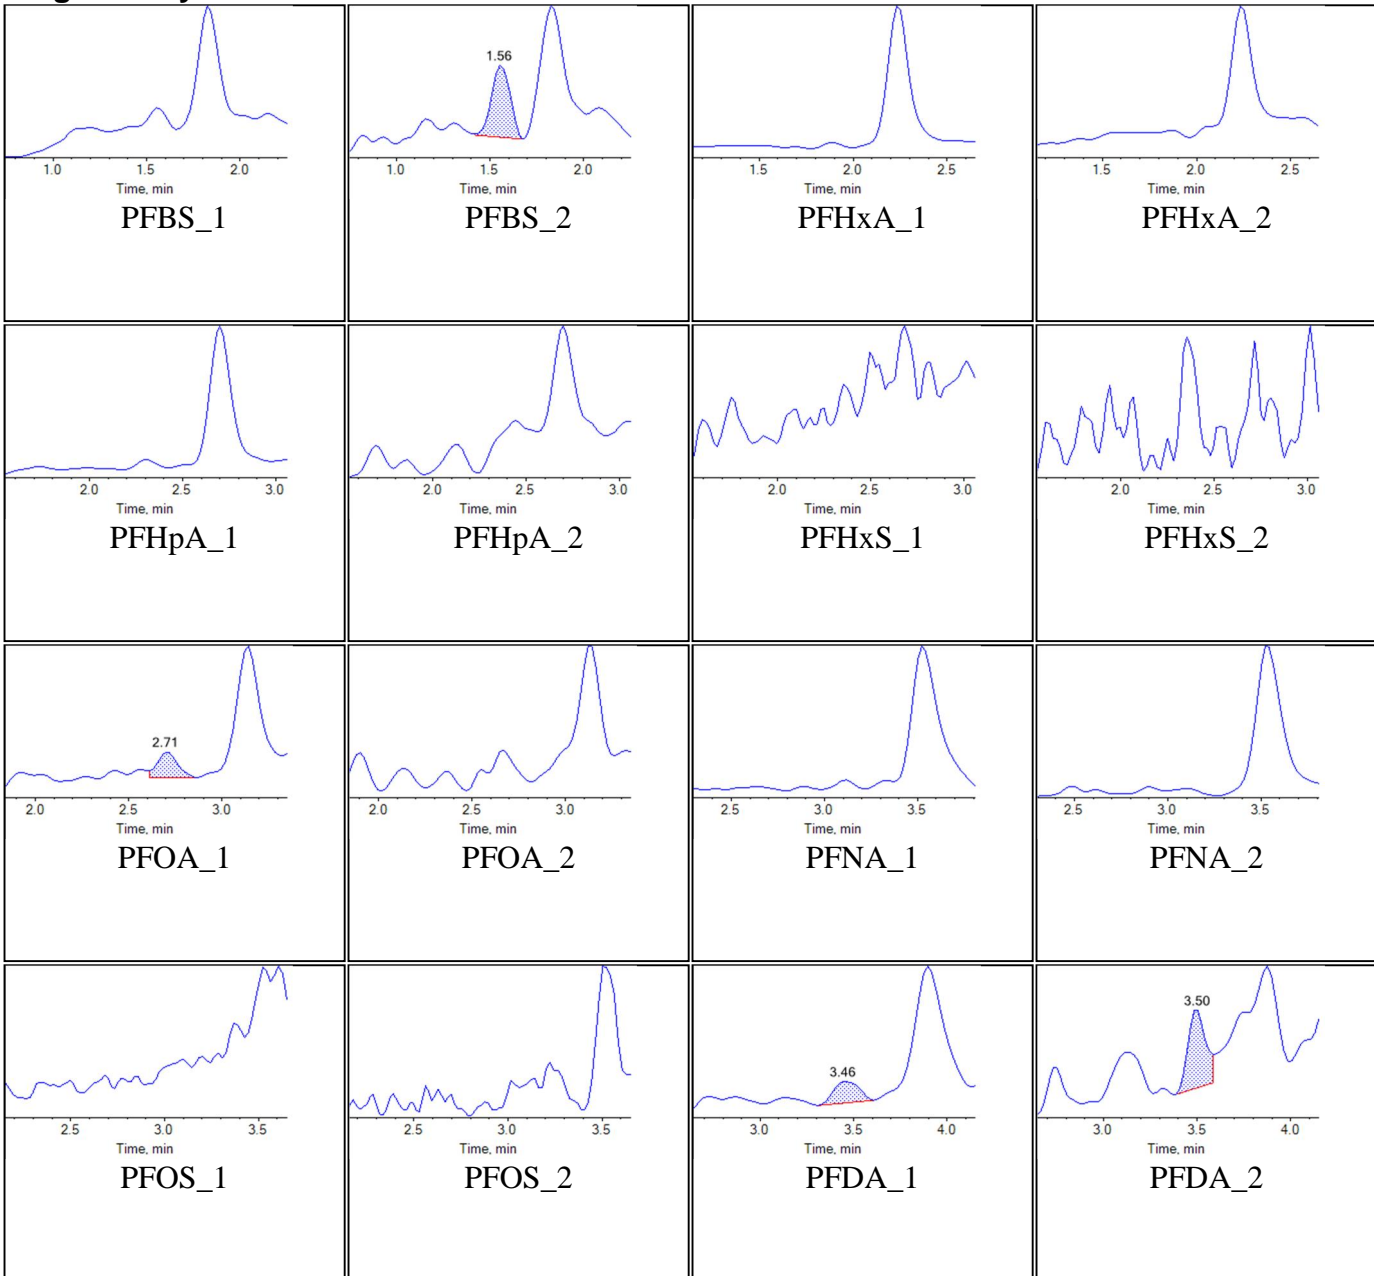 1.0 1.5 2.0
Time, min
PFBS_1
1.56
1.0 1.5 2.0
Time, min
PFBS_2
1.5 2.0 2.5
Time, min
PFHxA_1
1.5 2.0 2.5
Time, min
PFHxA_2
2.0 2.5 3.0
Time, min
PFHpA_1
2.0 2.5 3.0
Time, min
PFHpA_2
2.0 2.5 3.0
Time, min
PFHxS_1
2.0 2.5 3.0
Time, min
PFHxS_2
2.71
2.0 2.5 3.0
Time, min
PFOA_1
2.0 2.5 3.0
Time, min
PFOA_2
2.5 3.0 3.5
Time, min
PFNA_1
2.5 3.0 3.5
Time, min
PFNA_2
2.5 3.0 3.5
Time, min
PFOS_1
2.5 3.0 3.5
Time, min
PFOS_2
3.46
3.0 3.5 4.0
Time, min
PFDA_1
3.50
3.0 3.5 4.0
Time, min
PFDA_2